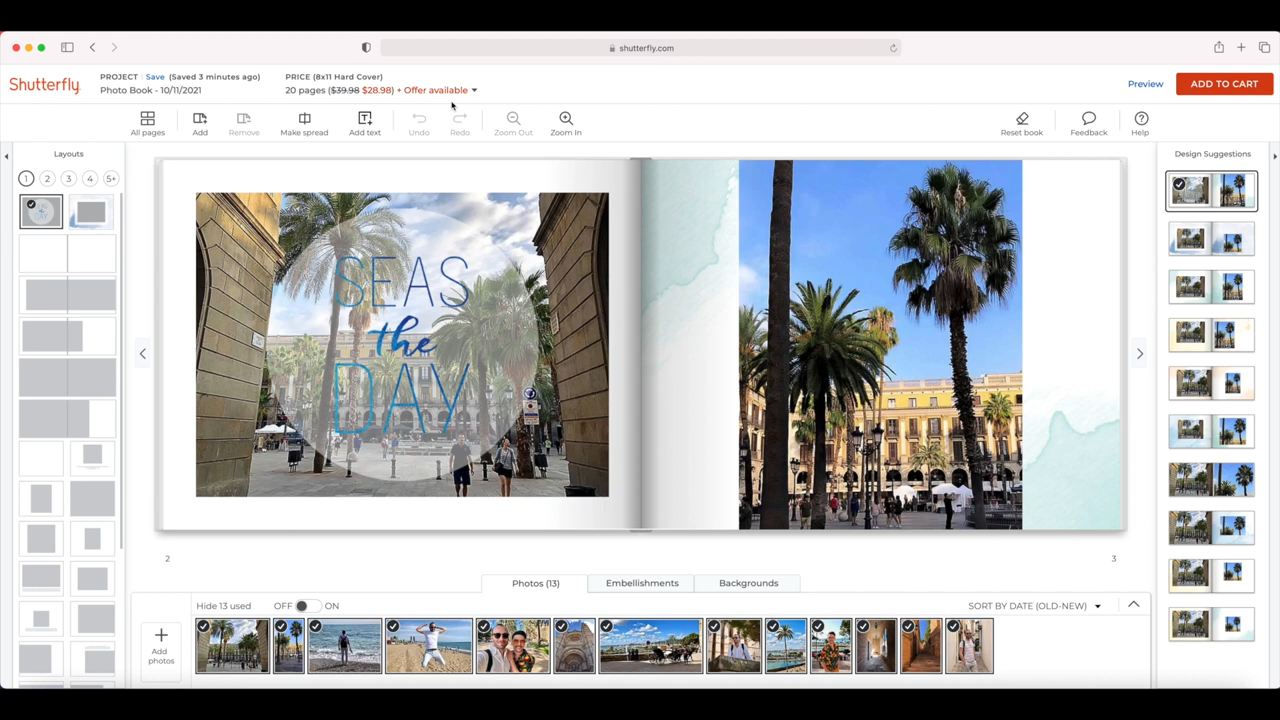 shutterfly.com
Shutterfly
PROJECT | Save (Saved 3 minutes ago)
Photo Book - 10/11/2021
PRICE (8x11 Hard Cover)
20 pages ($39.98 $28.98) + Offer available
Preview
ADD TO CART
All pages
Add
Remove
Make spread
Add text
Undo
Redo
Zoom Out
Zoom In
Reset book
Feedback
Help
Layouts
1 2 3 4 5+
Design Suggestions
SEAS
the
DAY
2
3
Photos (13)
Embellishments
Backgrounds
Hide 13 used
OFF ON
SORT BY DATE (OLD-NEW)
Add
photos